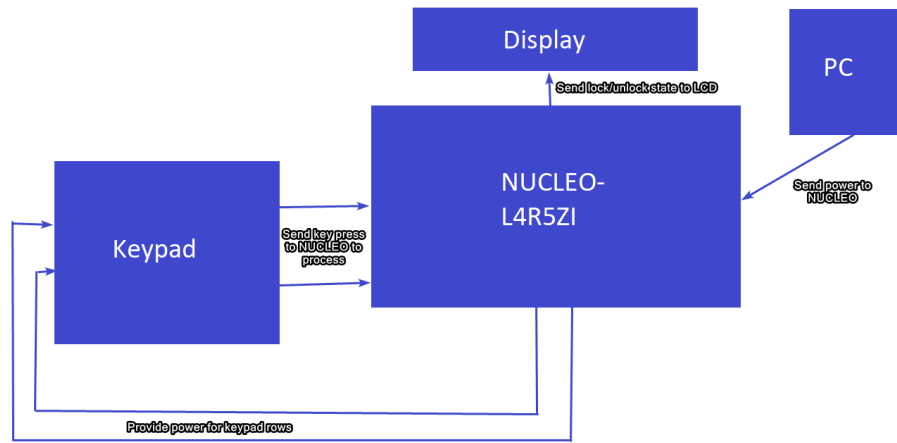 Display
PC
Send lock/unlock state to LCD
NUCLEO-
L4R5ZI
Send power to
NUCLEO
Keypad
Send key press
to NUCLEO to
process
Provide power for keypad rows